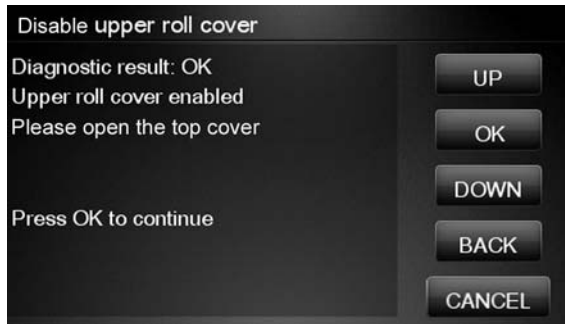 Disable upper roll cover
Diagnostic result: OK
Upper roll cover enabled
Please open the top cover
Press OK to continue
UP
OK
DOWN
BACK
CANCEL